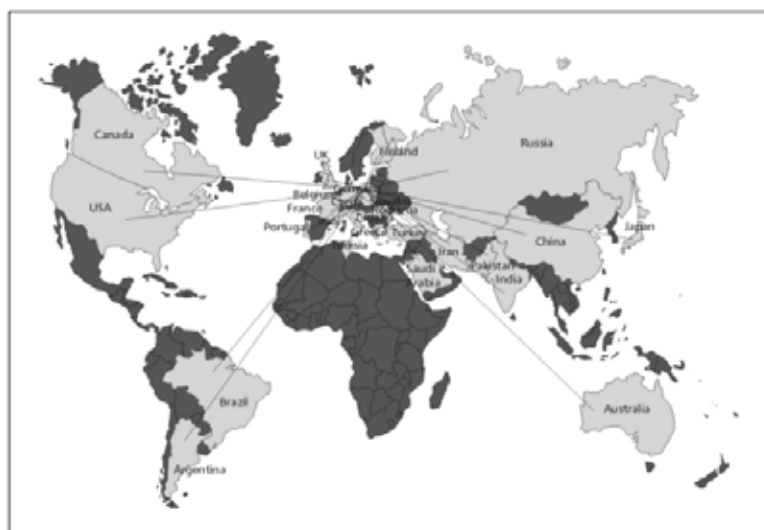 Canada
Russia
UK
Finland
USA
Belgium
France
Portugal
Greece
Turkey
Japan
China
Iran
Pakistan
India
Saudi
Arabia
Brazil
Australia
Argentina